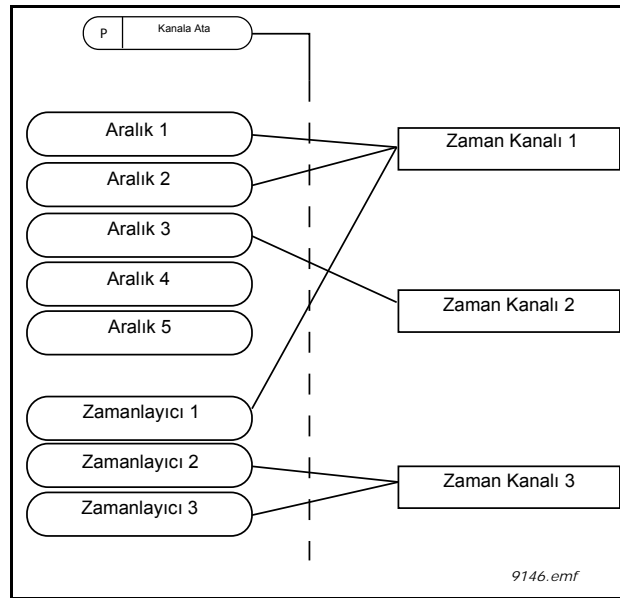 P
Kanala Ata
Aralık 1
Zaman Kanalı 1
Aralık 2
Aralık 3
Aralık 4
Zaman Kanalı 2
Aralık 5
Zamanlayıcı 1
Zamanlayıcı 2
Zaman Kanalı 3
Zamanlayıcı 3
9146.emf